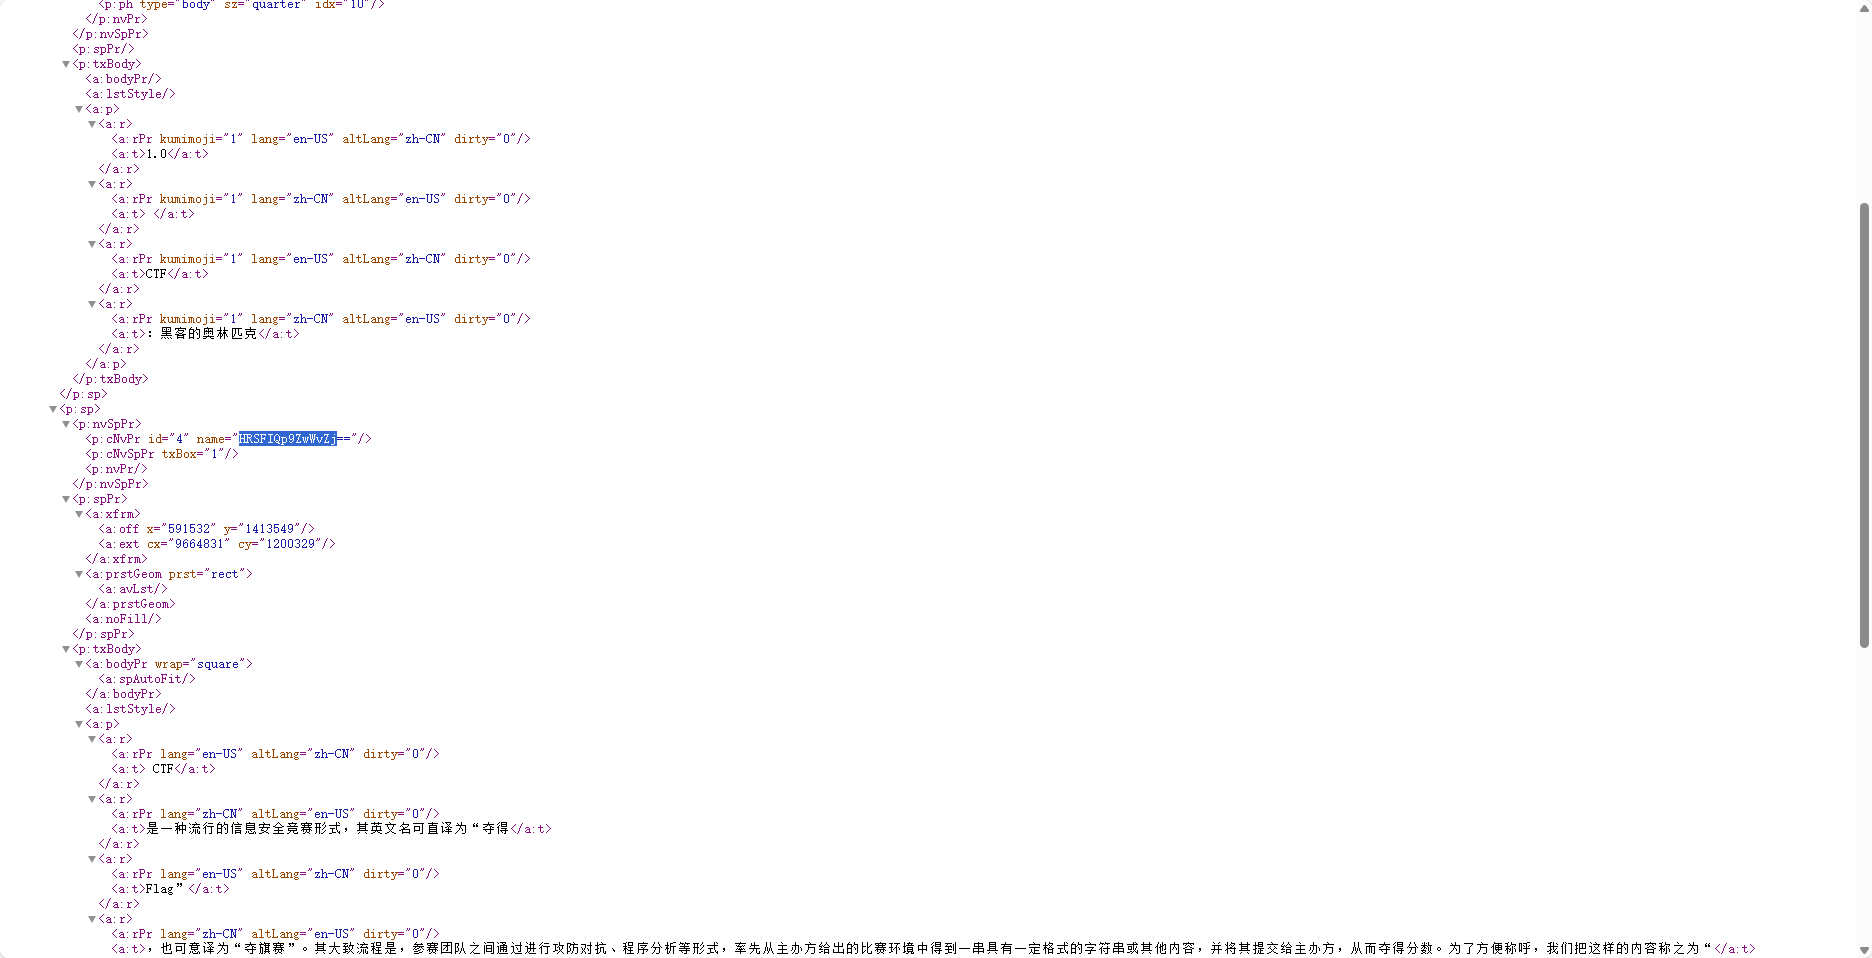 <p:ph type="body" sz="quarter" idx="10"/>
</p:nvPr>
</p:nvSpPr>
<p:spPr/>
▼<p:txBody>
<a:bodyPr/>
<a:lstStyle/>
▼<a:p>
▼<a:r>
<a:rPr kumimoji="1" lang="en-US" altLang="zh-CN" dirty="0"/>
<a:t>1.0</a:t>
</a:r>
▼<a:r>
<a:rPr kumimoji="1" lang="zh-CN" altLang="en-US" dirty="0"/>
<a:t> </a:t>
</a:r>
▼<a:r>
<a:rPr kumimoji="1" lang="en-US" altLang="zh-CN" dirty="0"/>
<a:t>CTF</a:t>
</a:r>
▼<a:r>
<a:rPr kumimoji="1" lang="zh-CN" altLang="en-US" dirty="0"/>
<a:t>：黑客的奥林匹克</a:t>
</a:r>
</a:p>
</p:txBody>
</p:sp>
▼<p:sp>
▼<p:nvSpPr>
<p:cNvPr id="4" name="HRSFIQp9ZwWvZj=="/>
<p:cNvSpPr txBox="1"/>
<p:nvPr/>
</p:nvSpPr>
▼<p:spPr>
▼<a:xfrm>
<a:off x="591532" y="1413549"/>
<a:ext cx="9664831" cy="1200329"/>
</a:xfrm>
▼<a:prstGeom prst="rect">
<a:avLst/>
</a:prstGeom>
<a:noFill/>
</p:spPr>
▼<p:txBody>
▼<a:bodyPr wrap="square">
<a:spAutoFit/>
</a:bodyPr>
<a:lstStyle/>
▼<a:p>
▼<a:r>
<a:rPr lang="en-US" altLang="zh-CN" dirty="0"/>
<a:t> CTF</a:t>
</a:r>
▼<a:r>
<a:rPr lang="zh-CN" altLang="en-US" dirty="0"/>
<a:t>是一种流行的信息安全竞赛形式，其英文名可直译为“夺得</a:t>
</a:r>
▼<a:r>
<a:rPr lang="en-US" altLang="zh-CN" dirty="0"/>
<a:t>Flag”</a:t>
</a:r>
▼<a:r>
<a:rPr lang="zh-CN" altLang="en-US" dirty="0"/>
<a:t>，也可意译为“夺旗赛”。其大致流程是，参赛团队之间通过进行攻防对抗、程序分析等形式，率先从主办方给出的比赛环境中得到一串具有一定格式的字符串或其他内容，并将其提交给主办方，从而夺得分数。为了方便称呼，我们把这样的内容称之为“</a:t>